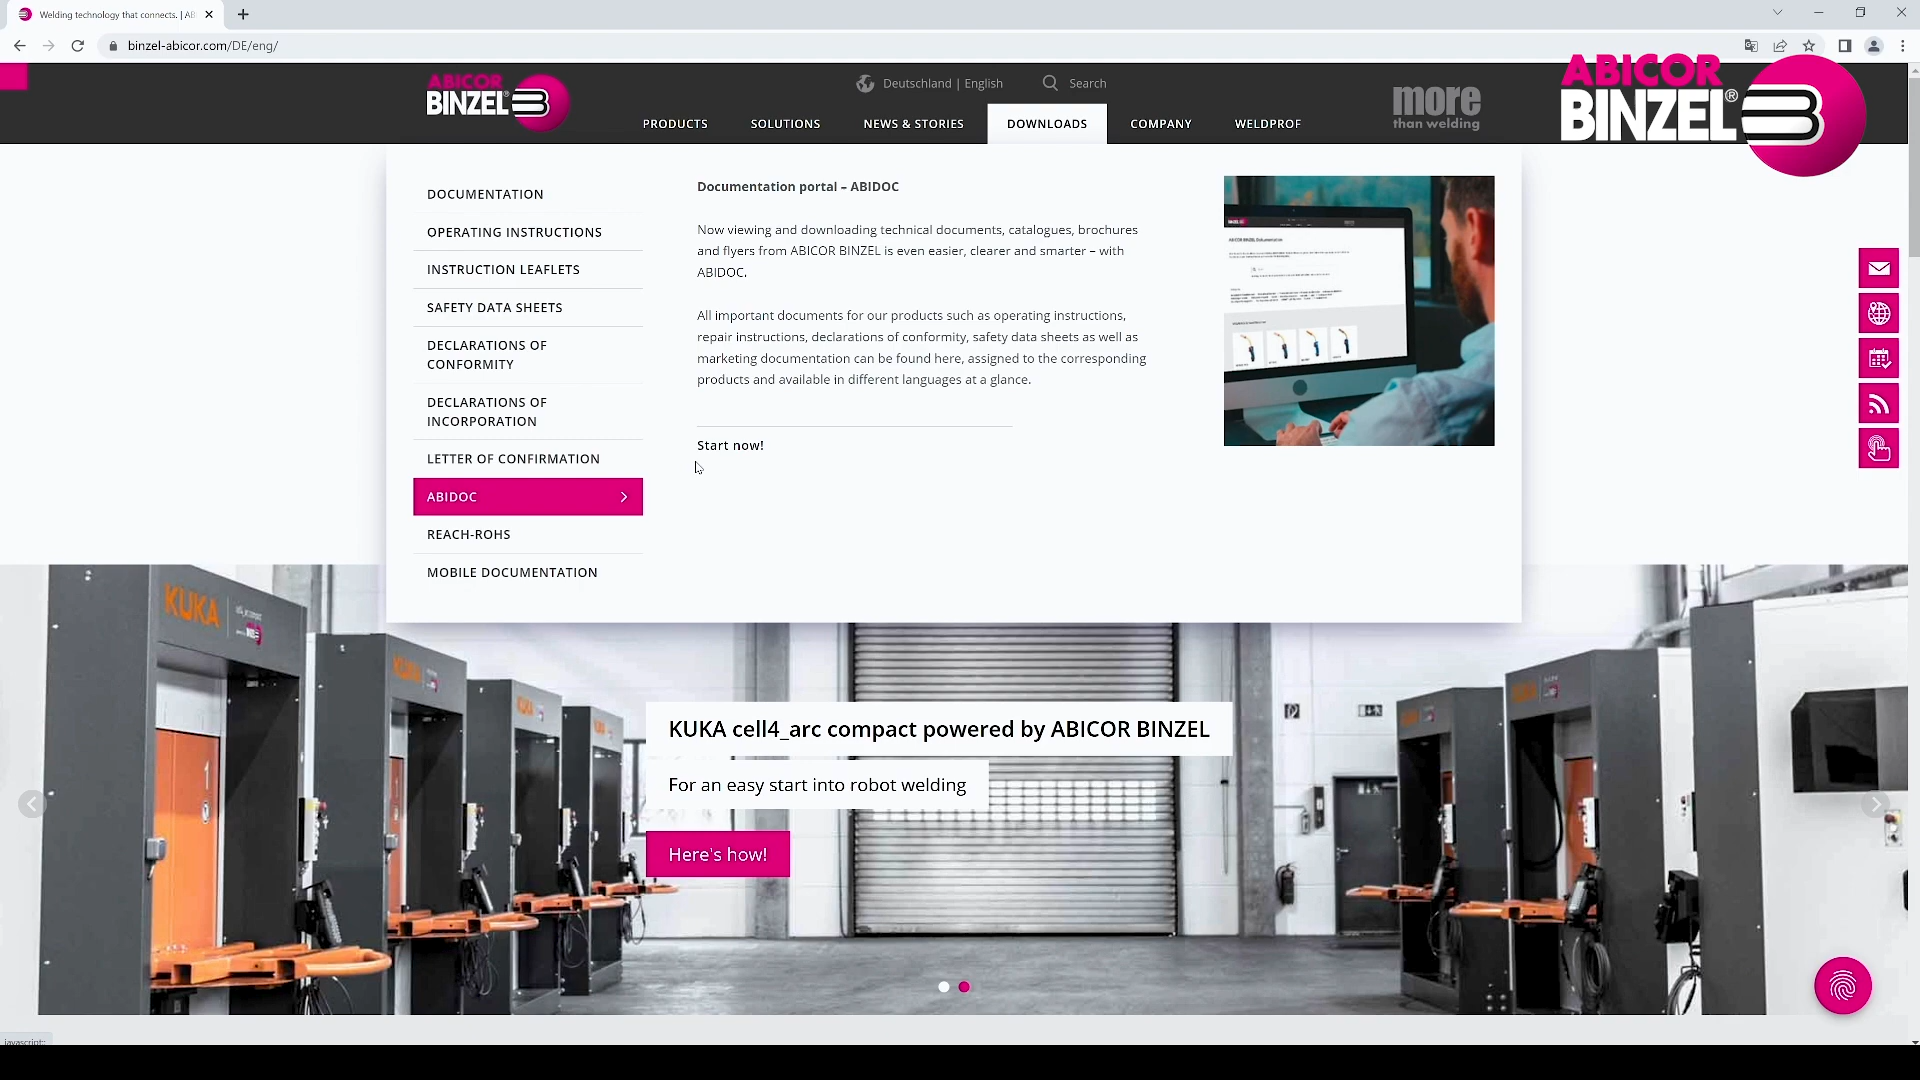 Welding technology that connects. | AB
binzel-abicor.com/DE/eng/
ABICOR
BINZEL®
Deutschland | English
Search
more
than welding
ABICOR
BINZEL®
PRODUCTS
SOLUTIONS
NEWS & STORIES
DOWNLOADS
COMPANY
WELDPROF
DOCUMENTATION
OPERATING INSTRUCTIONS
INSTRUCTION LEAFLETS
SAFETY DATA SHEETS
DECLARATIONS OF
CONFORMITY
DECLARATIONS OF
INCORPORATION
LETTER OF CONFIRMATION
ABIDOC
REACH-ROHS
MOBILE DOCUMENTATION
Documentation portal – ABIDOC
Now viewing and downloading technical documents, catalogues, brochures
and flyers from ABICOR BINZEL is even easier, clearer and smarter – with
ABIDOC.
All important documents for our products such as operating instructions,
repair instructions, declarations of conformity, safety data sheets as well as
marketing documentation can be found here, assigned to the corresponding
products and available in different languages at a glance.
Start now!
KUKA
KUKA
KUKA
KUKA
KUKA
KUKA cell4_arc compact powered by ABICOR BINZEL
For an easy start into robot welding
Here's how!
javascript:;